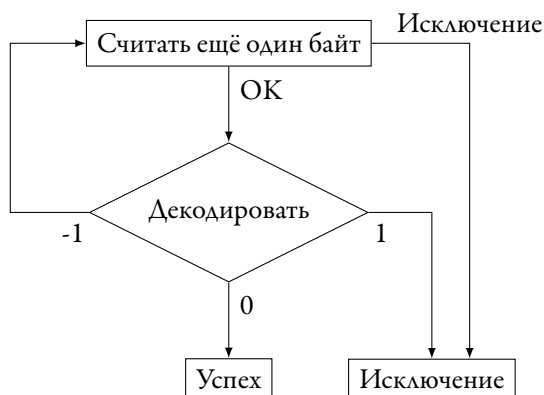 Исключение
Считать ещё один байт
OK
Декодировать
-1
1
0
Успех
Исключение